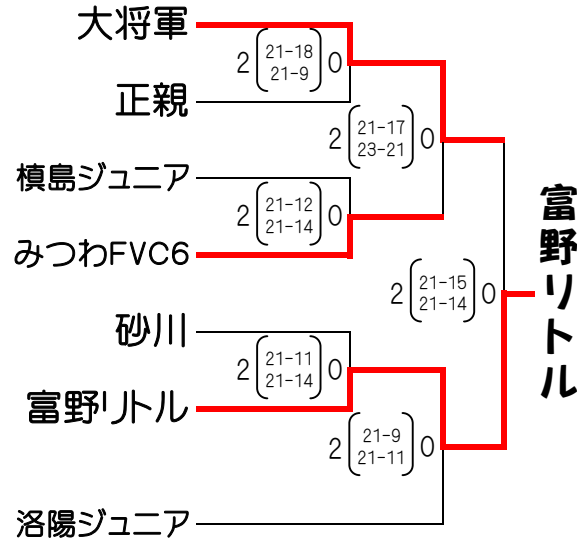 大将軍
2 21-18 0
21-9
正親
2 21-17 0
23-21
槙島ジュニア
2 21-12 0
21-14
みつわFVC6
富野リトル
2 21-15 0
21-14
砂川
2 21-11 0
21-14
富野リトル
2 21-9 0
21-11
洛陽ジュニア